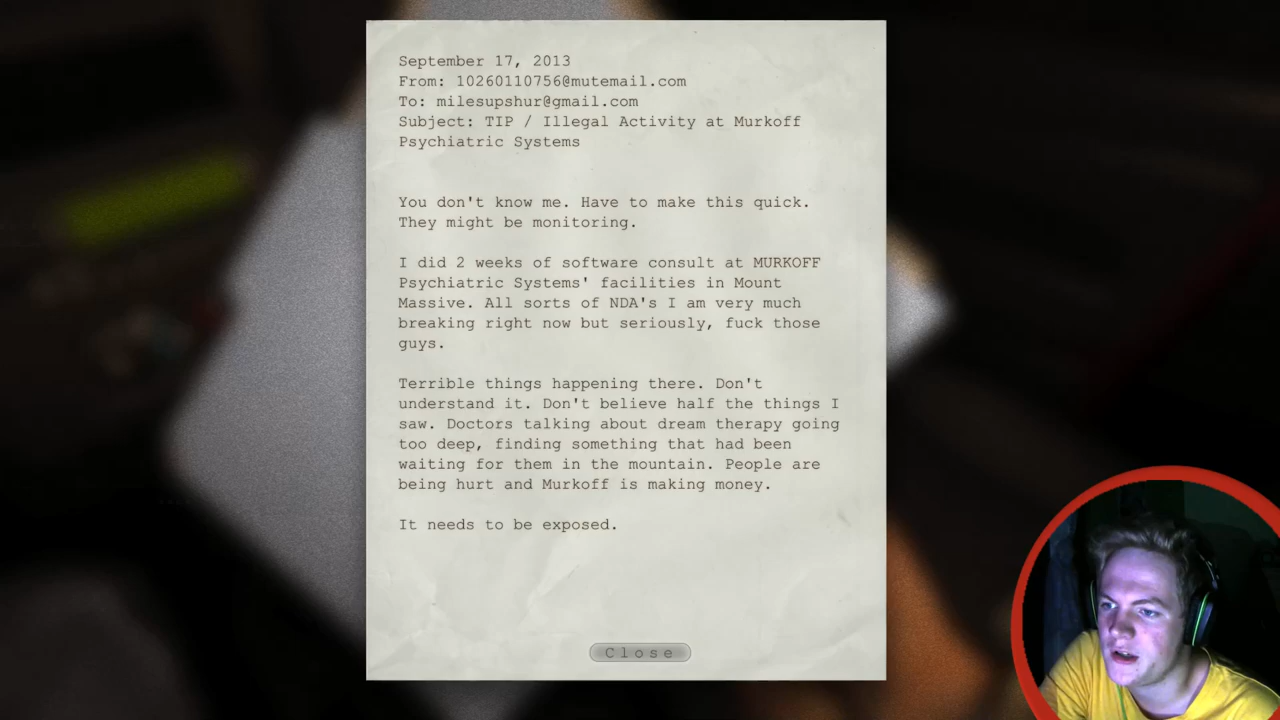 September 17, 2013
From: 10260110756@mutemail.com
To: milesupshur@gmail.com
Subject: TIP / Illegal Activity at Murkoff
Psychiatric Systems
You don't know me. Have to make this quick.
They might be monitoring.
I did 2 weeks of software consult at MURKOFF
Psychiatric Systems' facilities in Mount
Massive. All sorts of NDA's I am very much
breaking right now but seriously, fuck those
guys.
Terrible things happening there. Don't
understand it. Don't believe half the things I
saw. Doctors talking about dream therapy going
too deep, finding something that had been
waiting for them in the mountain. People are
being hurt and Murkoff is making money.
It needs to be exposed.
Close